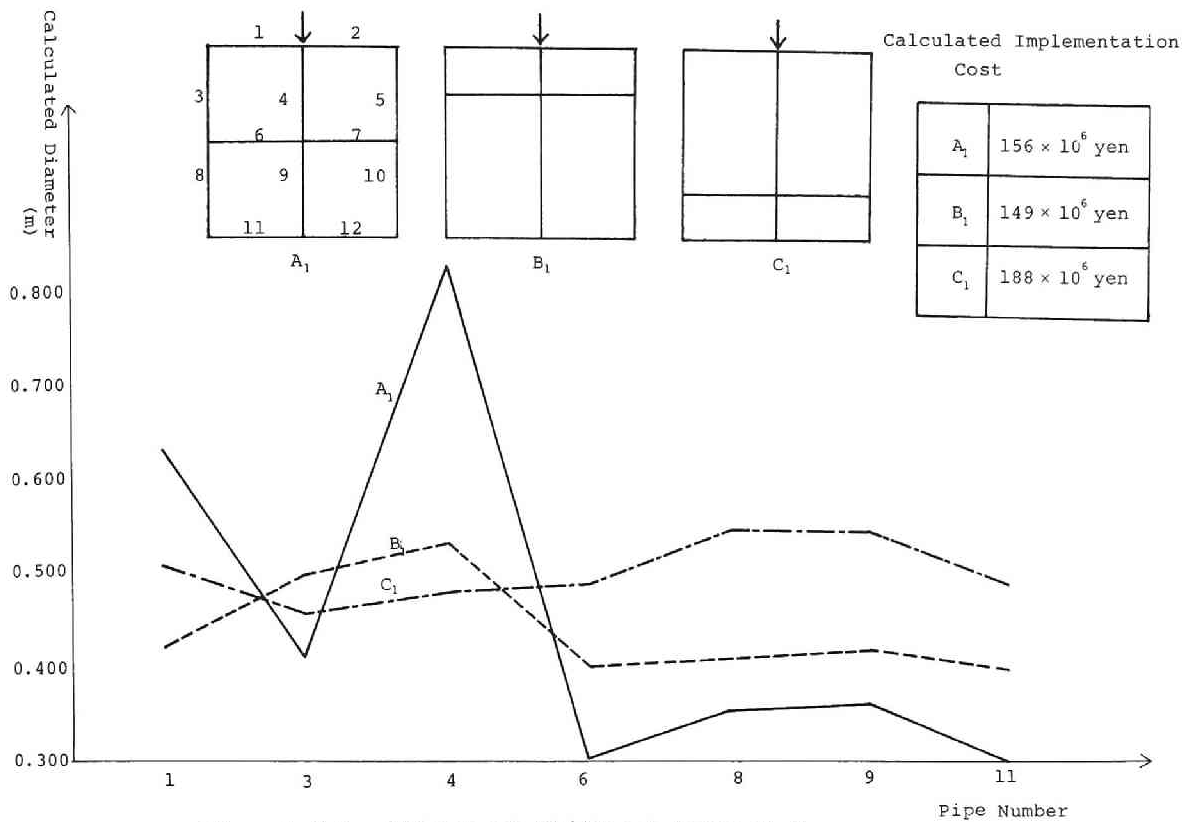 Calculated Diameter
(m)
1 2
3 4 5
6 7
8 9 10
11 12
A₁ B₁ C₁
Calculated Implementation
Cost
A₁ 156 × 10⁶ yen
B₁ 149 × 10⁶ yen
C₁ 188 × 10⁶ yen
0.800
0.700
0.600
0.500
0.400
0.300
A₁
B₁
C₁
1 3 4 6 8 9 11
Pipe Number